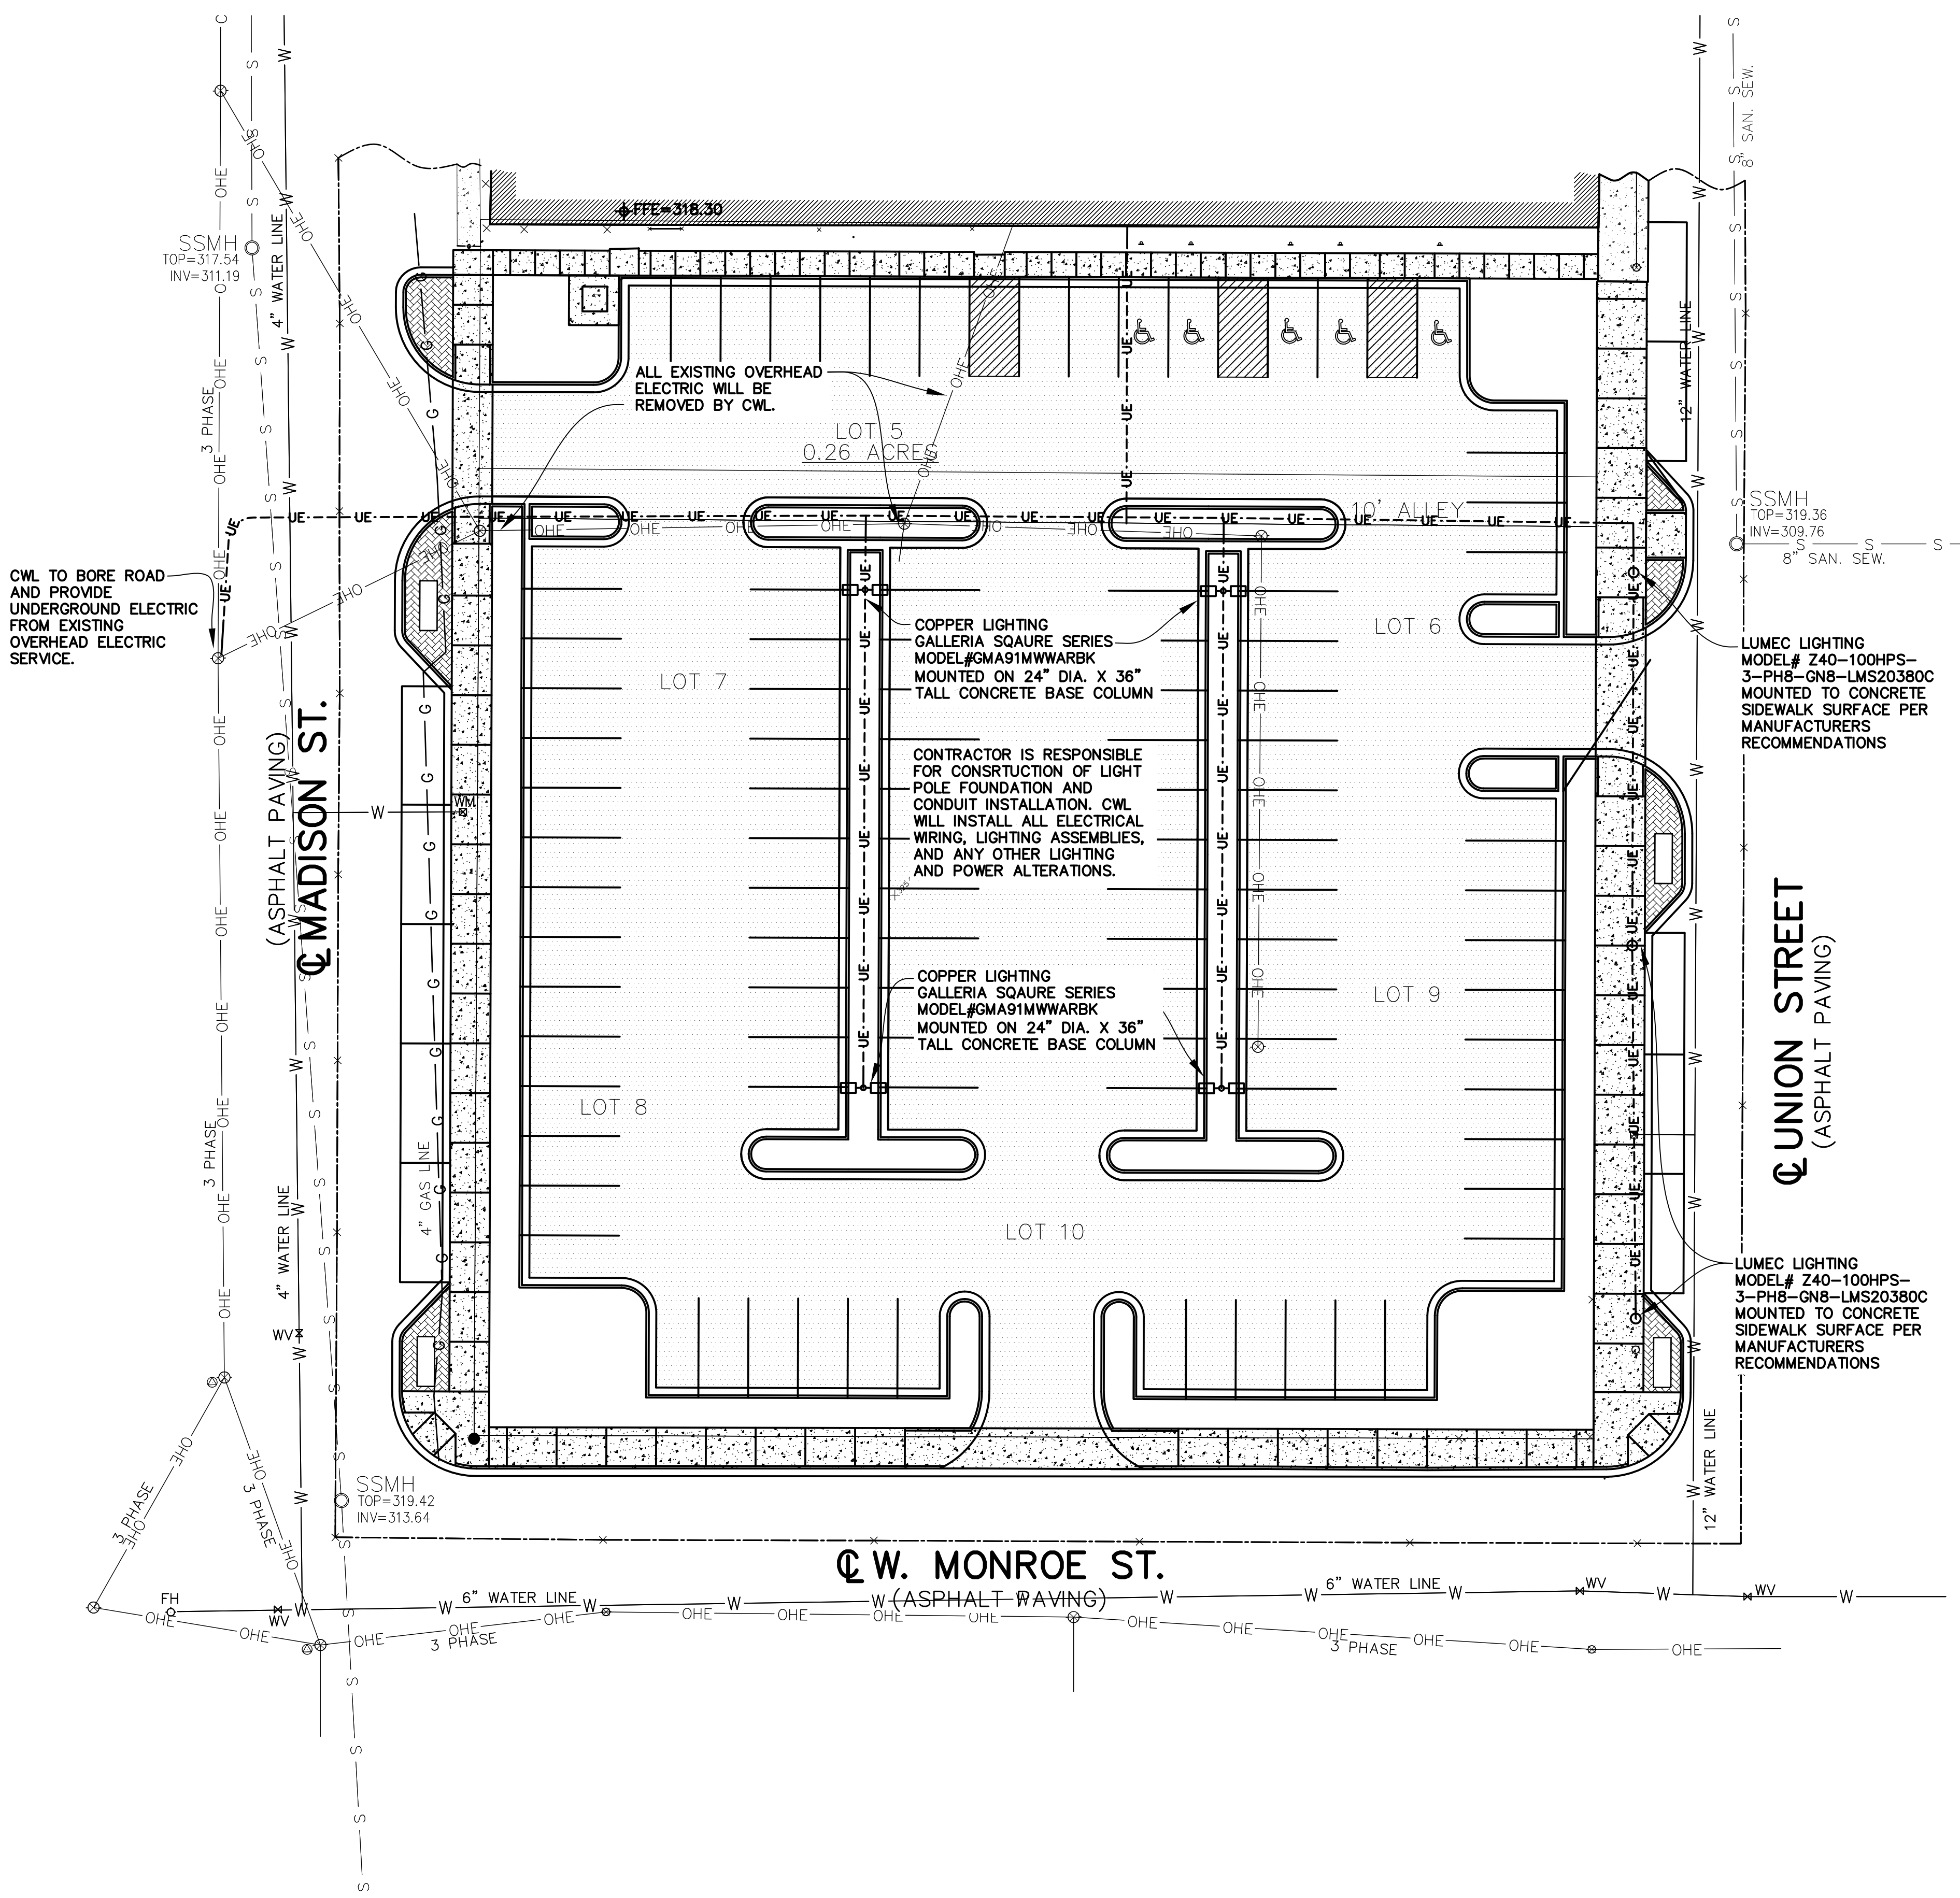 8" SAN. SEW.
FFE=318.30
SSMH
TOP=317.54
INV=311.19
4" WATER LINE
12" WATER LINE
3 PHASE
ALL EXISTING OVERHEAD
ELECTRIC WILL BE
REMOVED BY CWL.
LOT 5
0.26 ACRES
10' ALLEY
SSMH
TOP=319.36
INV=309.76
8" SAN. SEW.
CWL TO BORE ROAD
AND PROVIDE
UNDERGROUND ELECTRIC
FROM EXISTING
OVERHEAD ELECTRIC
SERVICE.
COPPER LIGHTING
GALLERIA SQAURE SERIES
MODEL#GMA91MWWARBK
MOUNTED ON 24" DIA. X 36"
TALL CONCRETE BASE COLUMN
LOT 6
LUMEC LIGHTING
MODEL# Z40-100HPS-
3-PH8-GN8-LMS20380C
MOUNTED TO CONCRETE
SIDEWALK SURFACE PER
MANUFACTURERS
RECOMMENDATIONS
LOT 7
℄ MADISON ST.
(ASPHALT PAVING)
CONTRACTOR IS RESPONSIBLE
FOR CONSRTUCTION OF LIGHT
POLE FOUNDATION AND
CONDUIT INSTALLATION. CWL
WILL INSTALL ALL ELECTRICAL
WIRING, LIGHTING ASSEMBLIES,
AND ANY OTHER LIGHTING
AND POWER ALTERATIONS.
WM
COPPER LIGHTING
GALLERIA SQAURE SERIES
MODEL#GMA91MWWARBK
MOUNTED ON 24" DIA. X 36"
TALL CONCRETE BASE COLUMN
LOT 9
℄ UNION STREET
(ASPHALT PAVING)
LOT 8
3 PHASE
4" GAS LINE
4" WATER LINE
LOT 10
LUMEC LIGHTING
MODEL# Z40-100HPS-
3-PH8-GN8-LMS20380C
MOUNTED TO CONCRETE
SIDEWALK SURFACE PER
MANUFACTURERS
RECOMMENDATIONS
WV
SSMH
TOP=319.42
INV=313.64
12" WATER LINE
3 PHASE
3 PHASE
℄ W. MONROE ST.
(ASPHALT PAVING)
FH
WV
6" WATER LINE
6" WATER LINE
WV
WV
3 PHASE
3 PHASE
OHE
UE
W
S
G